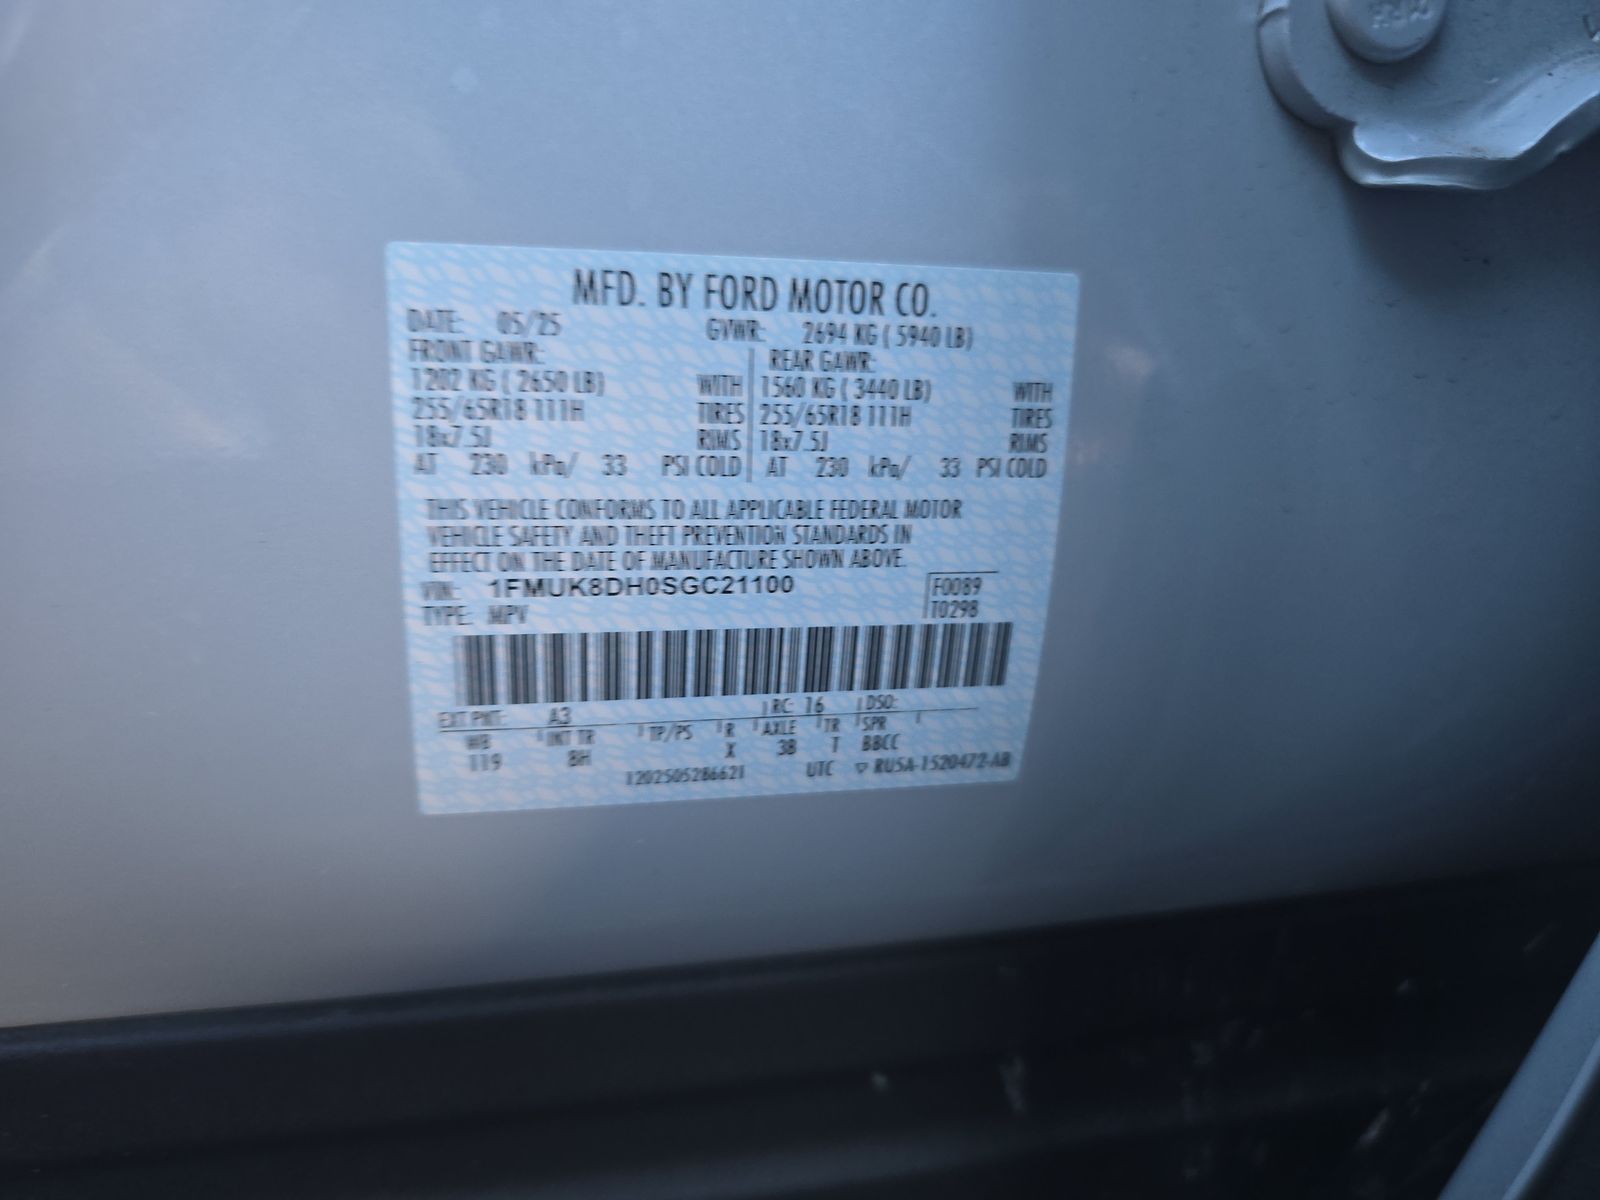 MFD. BY FORD MOTOR CO.
DATE: 05/25 GVWR: 2694 KG ( 5940 LB)
FRONT GAWR: REAR GAWR:
1202 KG ( 2650 LB) WITH 1560 KG ( 3440 LB) WITH
255/65R18 111H TIRES 255/65R18 111H TIRES
18x7.5J RIMS 18x7.5J RIMS
AT 230 kPa/ 33 PSI COLD AT 230 kPa/ 33 PSI COLD
THIS VEHICLE CONFORMS TO ALL APPLICABLE FEDERAL MOTOR
VEHICLE SAFETY AND THEFT PREVENTION STANDARDS IN
EFFECT ON THE DATE OF MANUFACTURE SHOWN ABOVE.
VIN: 1FMUK8DH0SGC21100 F0089
TYPE: MPV T0298
EXT PNT: A3 RC: 16 DSO:
WB INT TR TP/PS R AXLE TR SPR
119 8H X 38 T BBCC
1202505286621 UTC ▽ RU5A-1520472-AB